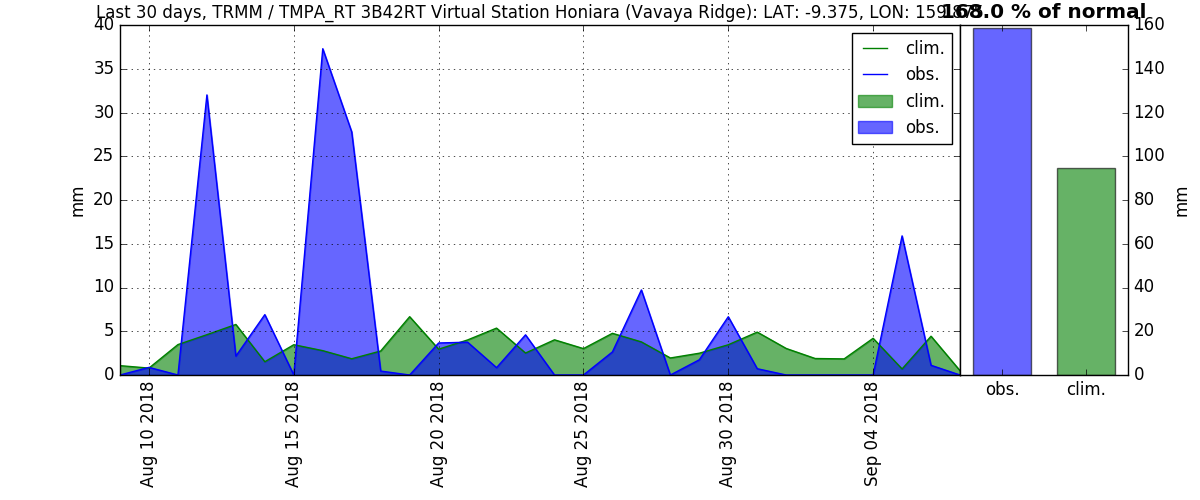 Last 30 days, TRMM / TMPA_RT 3B42RT Virtual Station Honiara (Vavaya Ridge): LAT: -9.375, LON:
168.0 % of normal
40
35
30
25
20
15
10
5
0
mm
clim.
obs.
clim.
obs.
Aug 10 2018
Aug 15 2018
Aug 20 2018
Aug 25 2018
Aug 30 2018
Sep 04 2018
160
140
120
100
80
60
40
20
0
mm
obs.
clim.